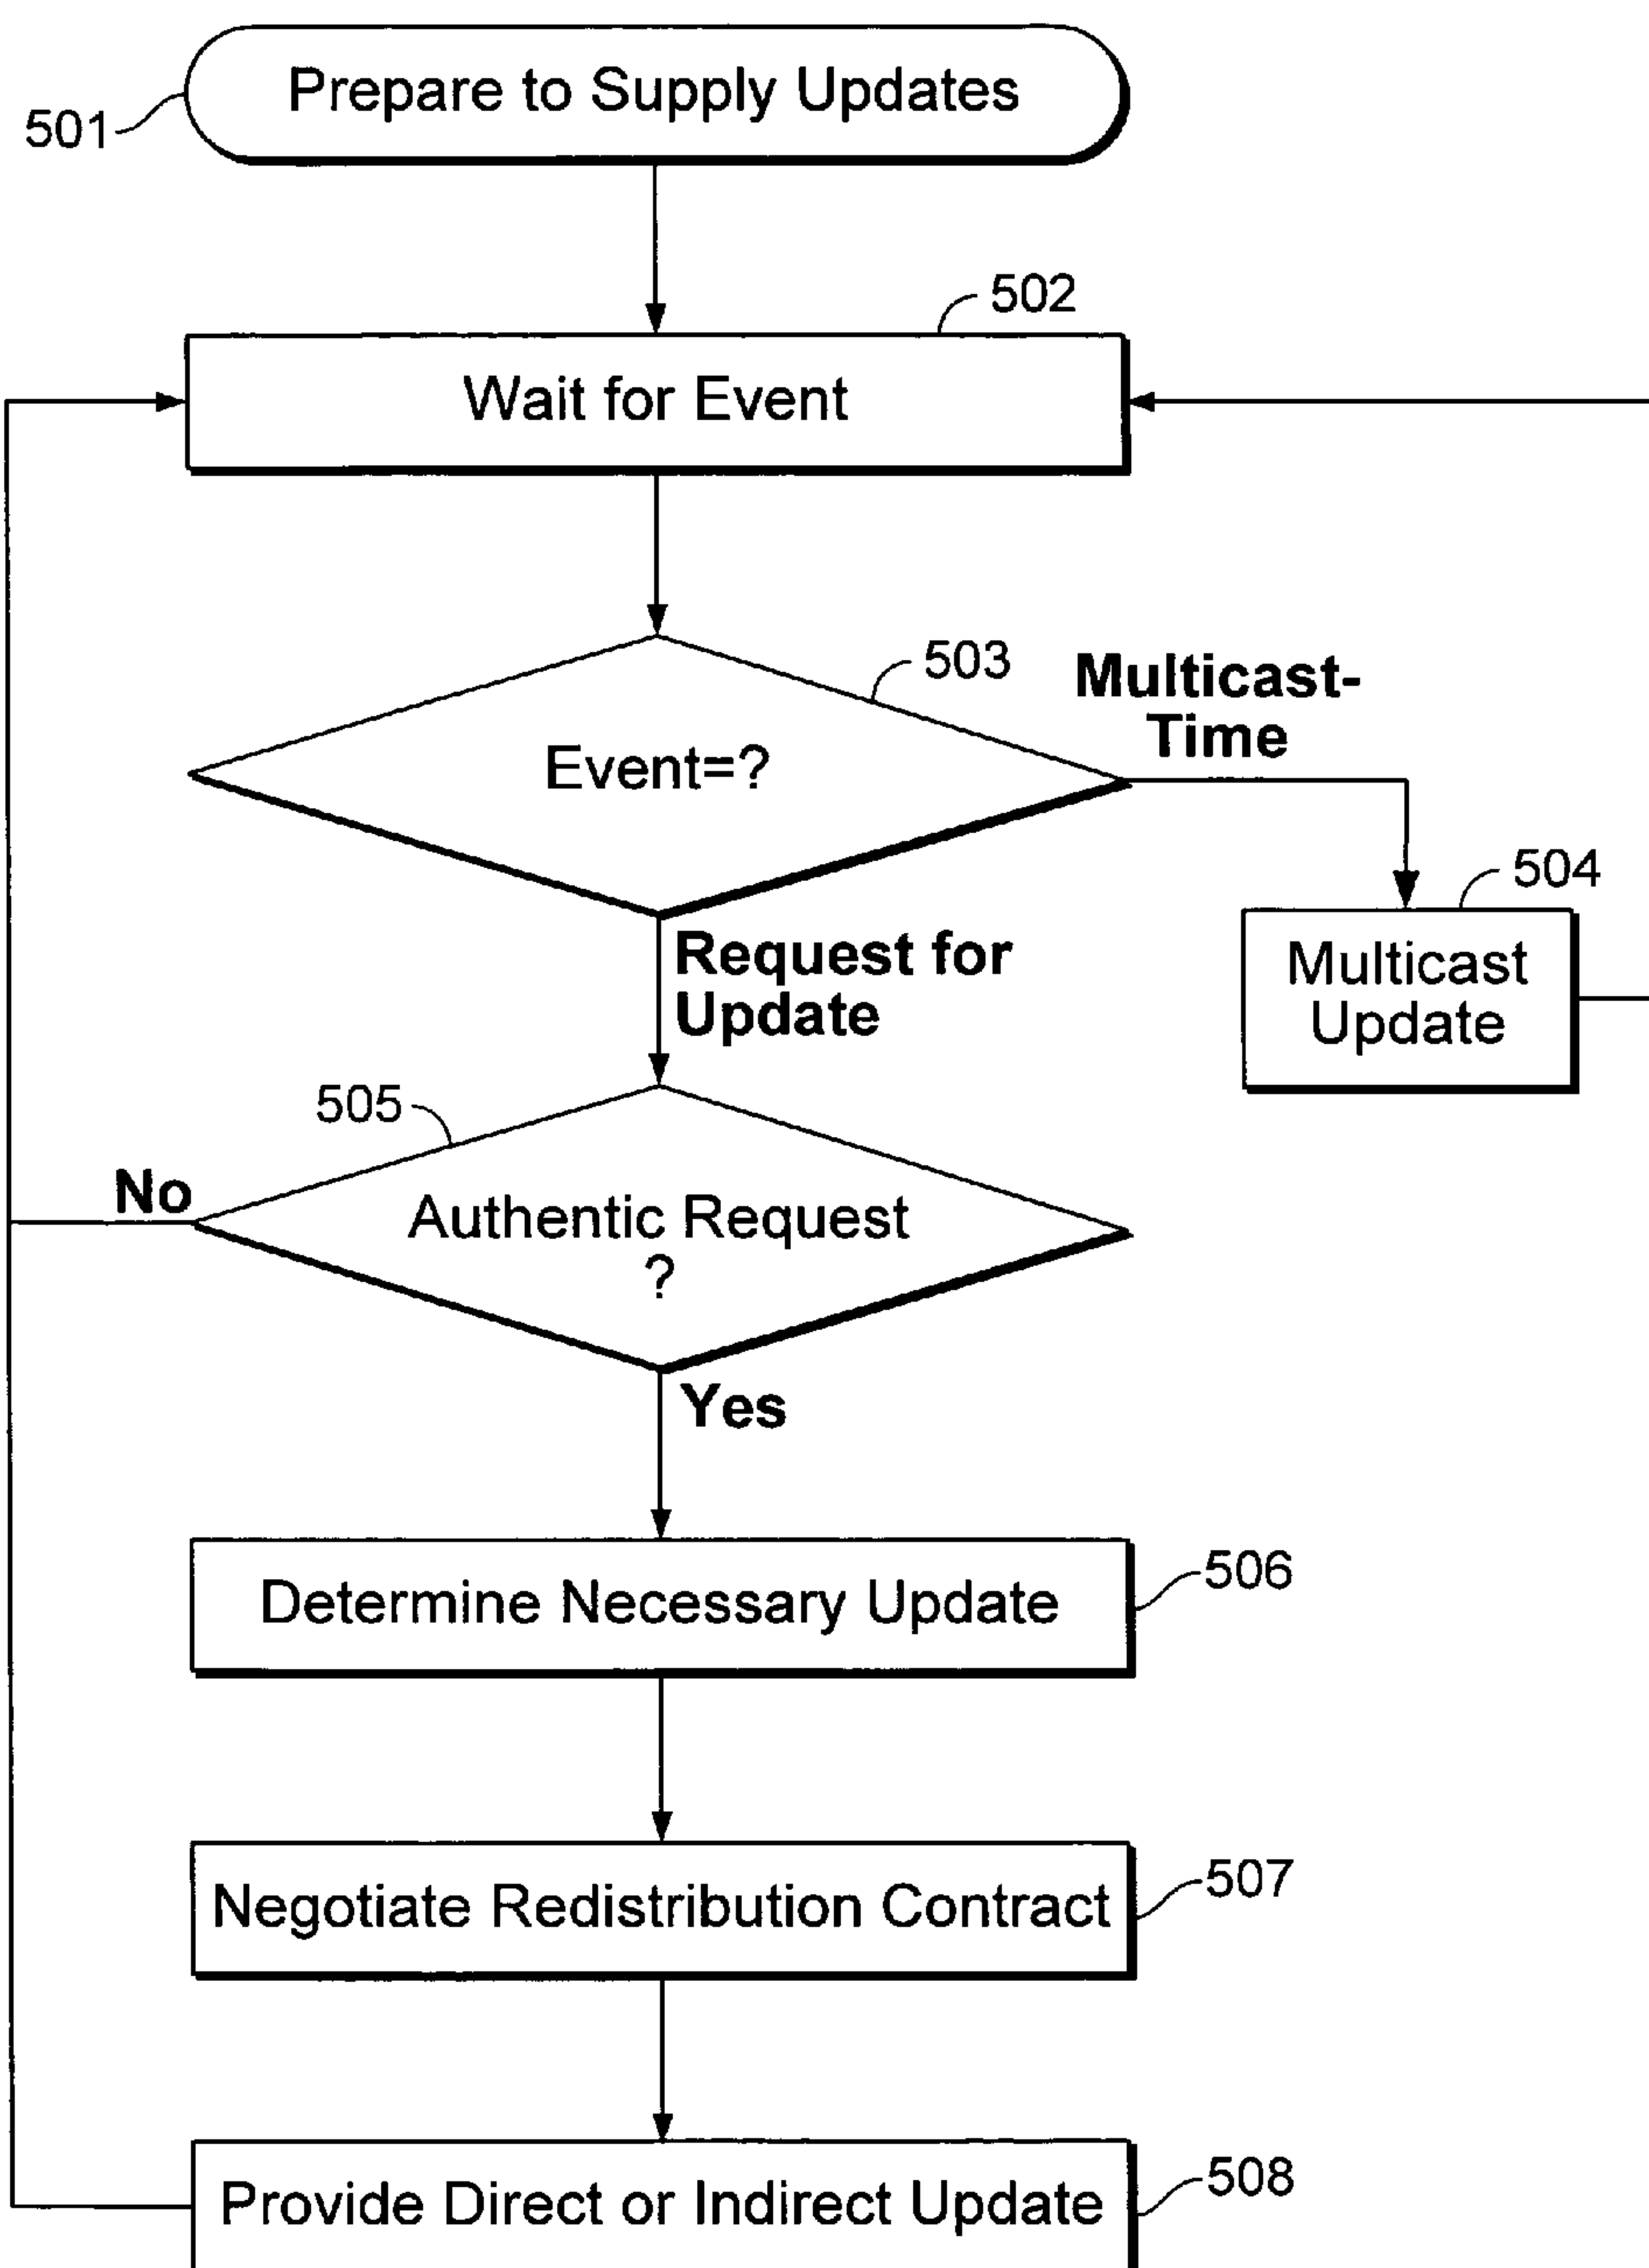 Prepare to Supply Updates
501
502
Wait for Event
503
Multicast-
Time
Event=?
504
Multicast
Update
Request for
Update
505
No
Authentic Request
?
Yes
506
Determine Necessary Update
507
Negotiate Redistribution Contract
508
Provide Direct or Indirect Update